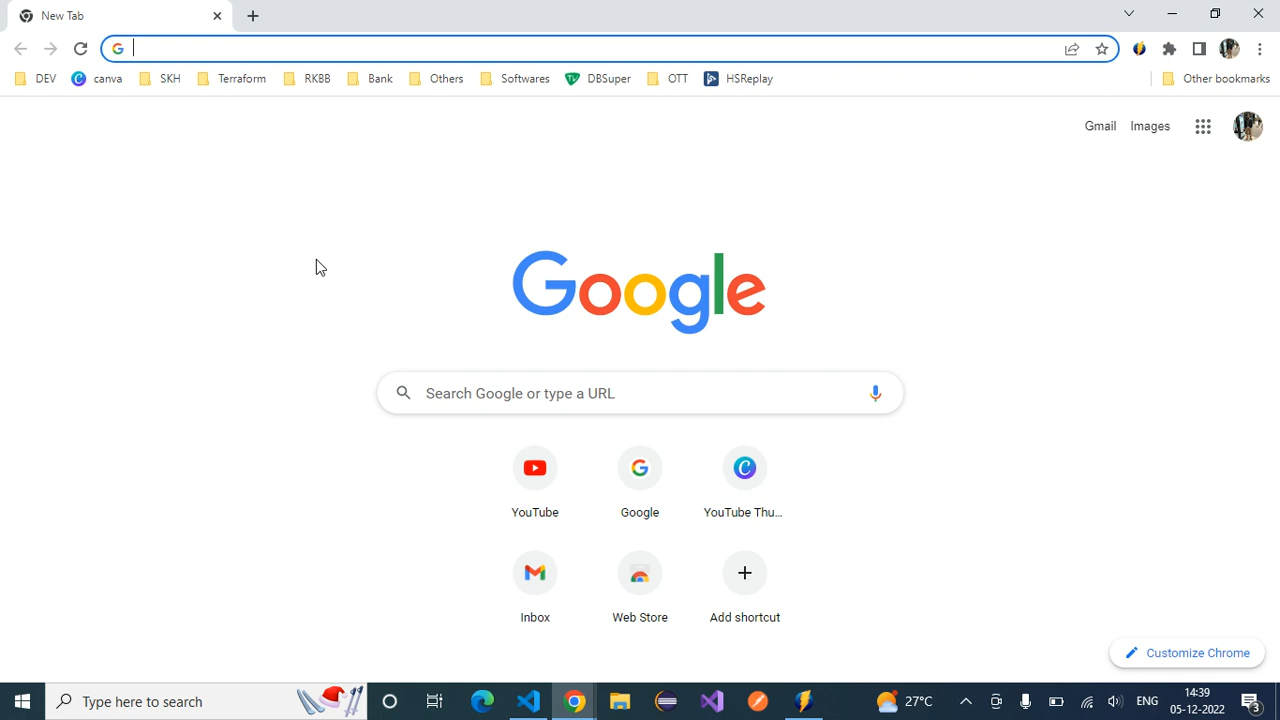 New Tab
DEV
canva
SKH
Terraform
RKBB
Bank
Others
Softwares
DBSuper
OTT
HSReplay
Other bookmarks
Gmail
Images
Google
Search Google or type a URL
YouTube
Google
YouTube Thu...
Inbox
Web Store
Add shortcut
Customize Chrome
Type here to search
27°C
ENG
14:39
05-12-2022
3